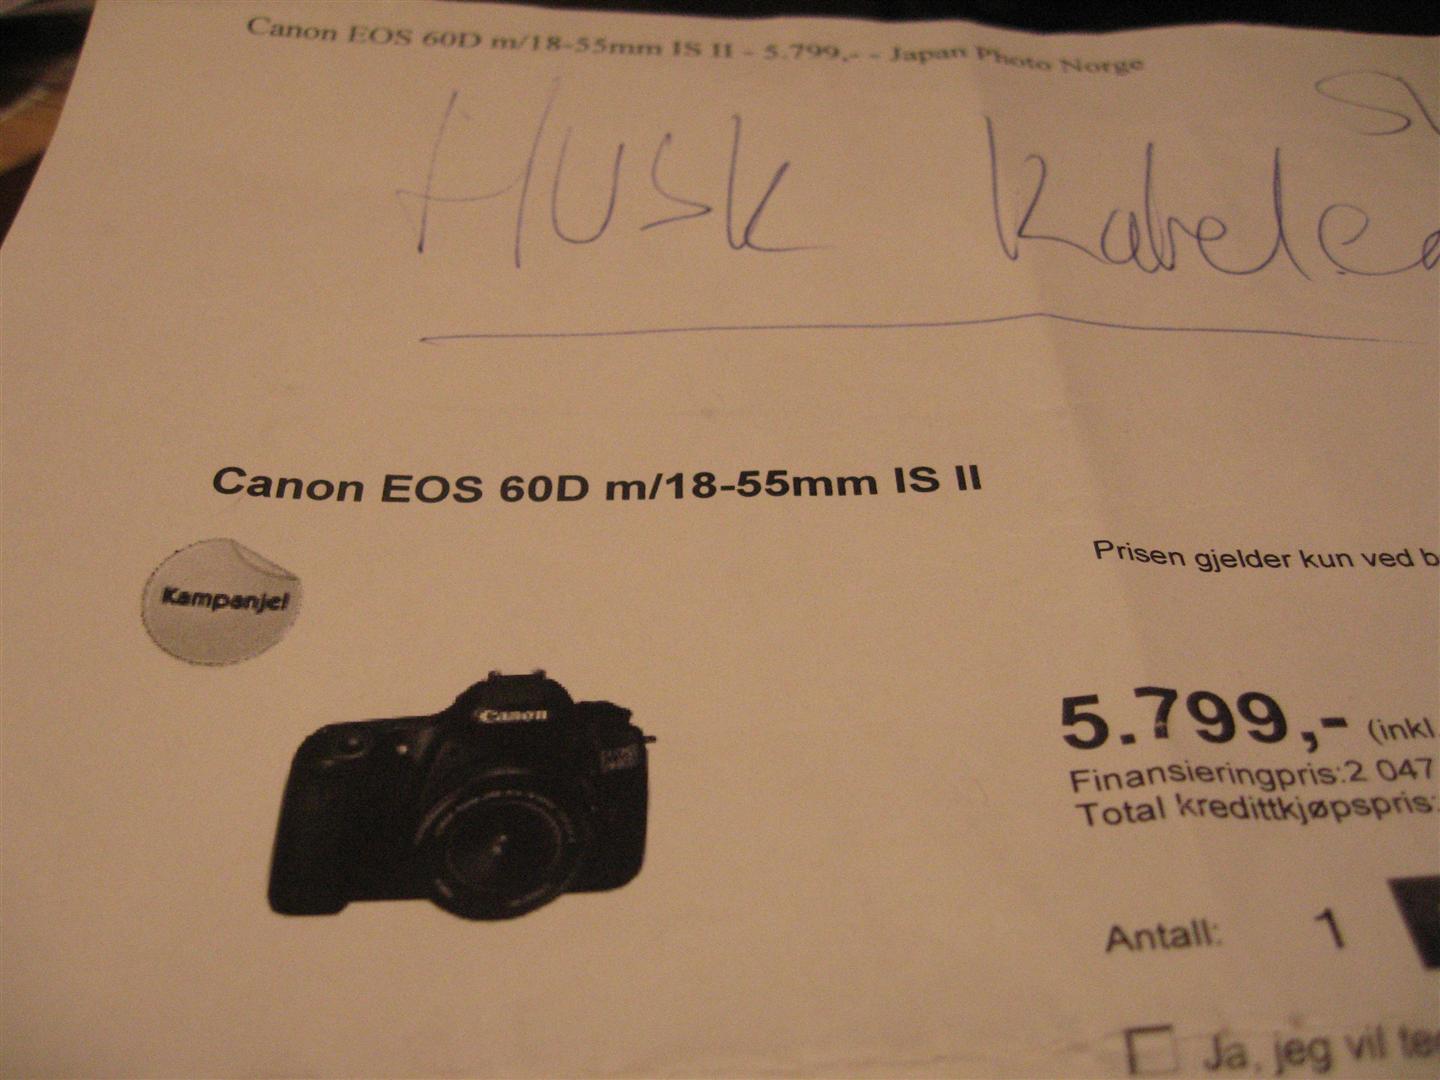 Canon EOS 60D m/18-55mm IS II - 5.799,- - Japan Photo Norge
HUSK
Canon EOS 60D m/18-55mm IS II
Kampanje!
Prisen gjelder kun ved b
Canon
5.799,- (inkl.
Finansieringpris:2 047
Total kredittkjøpspris:
Antall: 1
Ja, jeg vil te